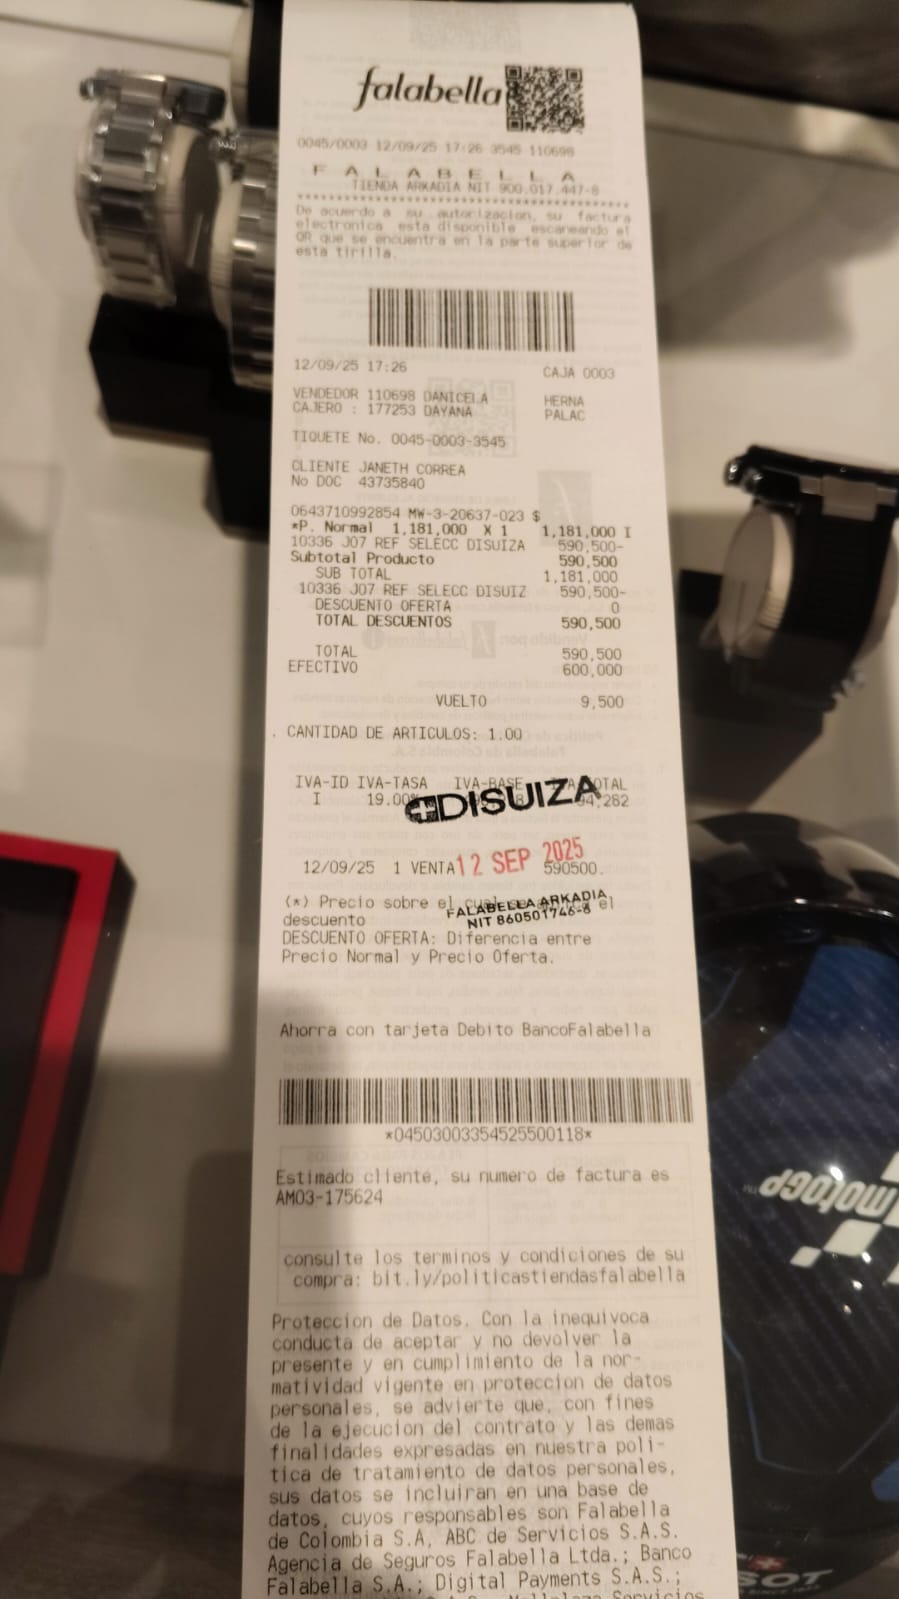 falabella
0045/0003 12/09/25 17:26 3545 110698
F A L A B E L L A
TIENDA ARKADIA NIT 900.017.447-8
De acuerdo a su autorizacion, su factura
electronica esta disponible escaneando el
QR que se encuentra en la parte superior de
esta tirilla.
12/09/25 17:26 CAJA 0003
VENDEDOR 110698 DANICELA HERNA
CAJERO : 177253 DAYANA PALAC
TIQUETE No. 0045-0003-3545
CLIENTE JANETH CORREA
No DOC 43735840
0643710992854 MW-3-20637-023 $
*P. Normal 1,181,000 X 1 1,181,000 I
10336 J07 REF SELECC DISUIZA 590,500-
Subtotal Producto 590,500
SUB TOTAL 1,181,000
10336 J07 REF SELECC DISUIZ 590,500-
DESCUENTO OFERTA 0
TOTAL DESCUENTOS 590,500
TOTAL 590,500
EFECTIVO 600,000
VUELTO 9,500
CANTIDAD DE ARTICULOS: 1.00
IVA-ID IVA-TASA IVA-BASE IVA TOTAL
I 19.00% 94,282
DISUIZA
12/09/25 1 VENTA 590500.
12 SEP 2025
(*) Precio sobre el el
descuento
FALABELLA ARKADIA
NIT 860501746-8
DESCUENTO OFERTA: Diferencia entre
Precio Normal y Precio Oferta.
Ahorra con tarjeta Debito BancoFalabella
*04503003354525500118*
Estimado cliente, su numero de factura es
AM03-175624
consulte los terminos y condiciones de su
compra: bit.ly/politicastiendasfalabella
Proteccion de Datos. Con la inequivoca
conducta de aceptar y no devolver la
presente y en cumplimiento de la nor-
matividad vigente en proteccion de datos
personales, se advierte que, con fines
de la ejecucion del contrato y las demas
finalidades expresadas en nuestra poli-
tica de tratamiento de datos personales,
sus datos se incluiran en una base de
datos, cuyos responsables son Falabella
de Colombia S.A, ABC de Servicios S.A.S.
Agencia de Seguros Falabella Ltda.; Banco
Falabella S.A.; Digital Payments S.A.S.;
Servicios
motogp
SINCE 1853